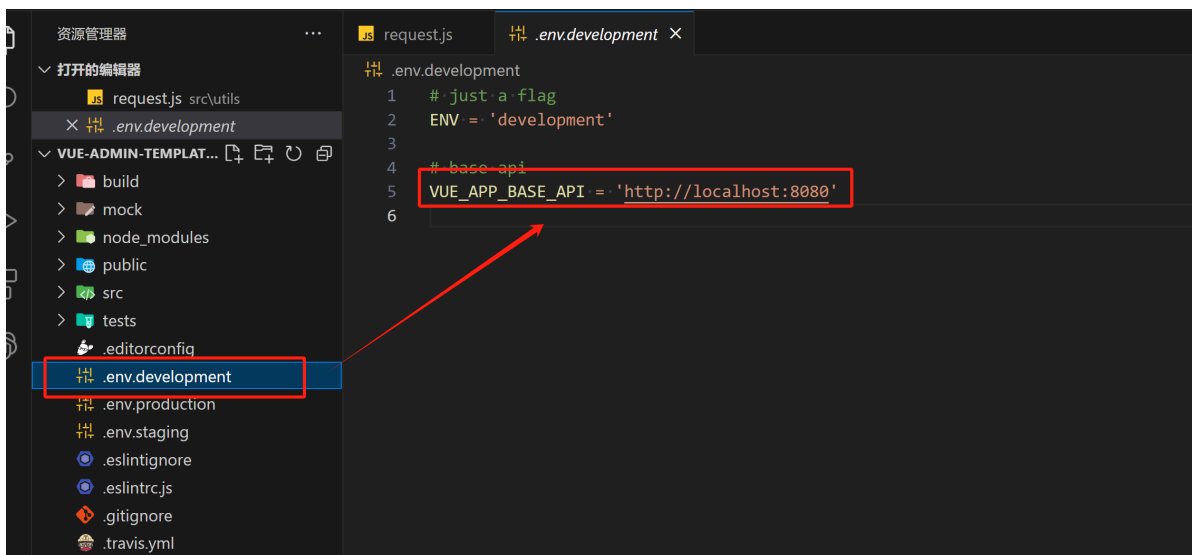 资源管理器
打开的编辑器
request.js src\utils
.env.development
VUE-ADMIN-TEMPLAT...
build
mock
node_modules
public
src
tests
.editorconfig
.env.development
.env.production
.env.staging
.eslintignore
.eslintrc.js
.gitignore
.travis.yml
request.js
.env.development
.env.development
1 # just a flag
2 ENV = 'development'
3
4 # base api
5 VUE_APP_BASE_API = 'http://localhost:8080'
6